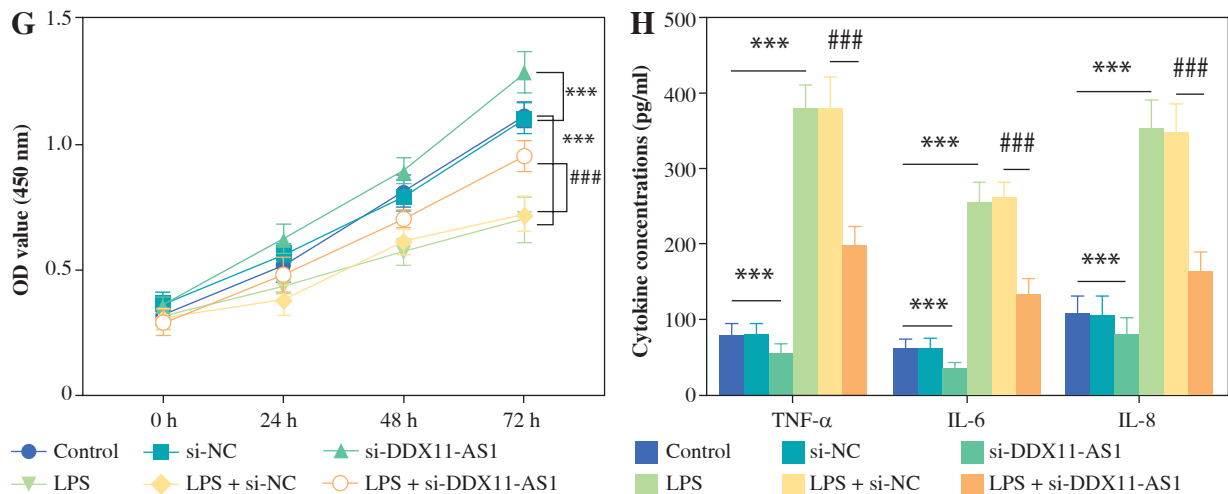 G
OD value (450 nm)
1.5
1.0
0.5
0
***
***
###
0 h
24 h
48 h
72 h
Control
si-NC
si-DDX11-AS1
LPS
LPS + si-NC
LPS + si-DDX11-AS1
H
Cytokine concentrations (pg/ml)
500
400
300
200
100
0
***
###
***
***
###
***
***
###
***
TNF-α
IL-6
IL-8
Control
si-NC
si-DDX11-AS1
LPS
LPS + si-NC
LPS + si-DDX11-AS1